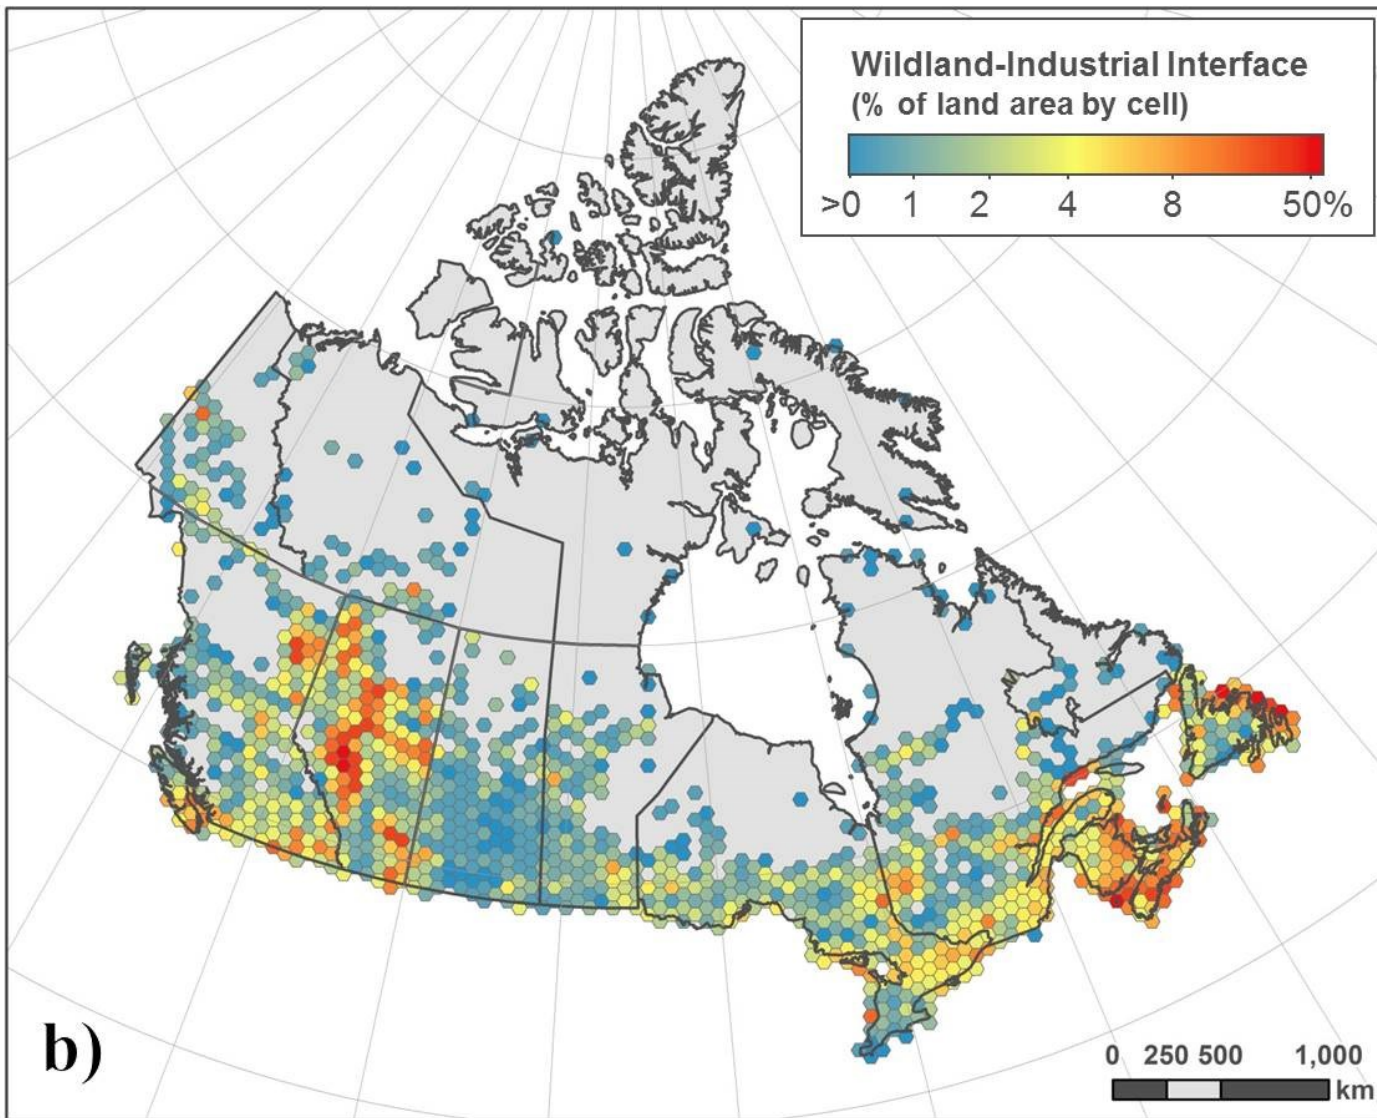 Wildland-Industrial Interface
(% of land area by cell)
>0 1 2 4 8 50%
b)
0 250 500 1,000
km